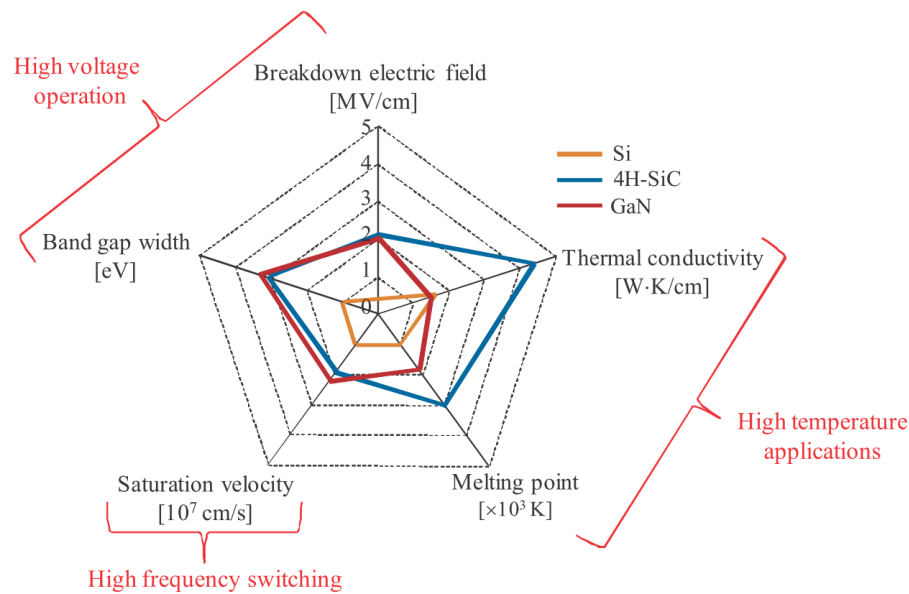 High voltage
operation
Breakdown electric field
[MV/cm]
5
4
3
2
1
0
Si
4H-SiC
GaN
Band gap width
[eV]
Thermal conductivity
[W·K/cm]
High temperature
applications
Saturation velocity
[10⁷ cm/s]
Melting point
[×10³ K]
High frequency switching